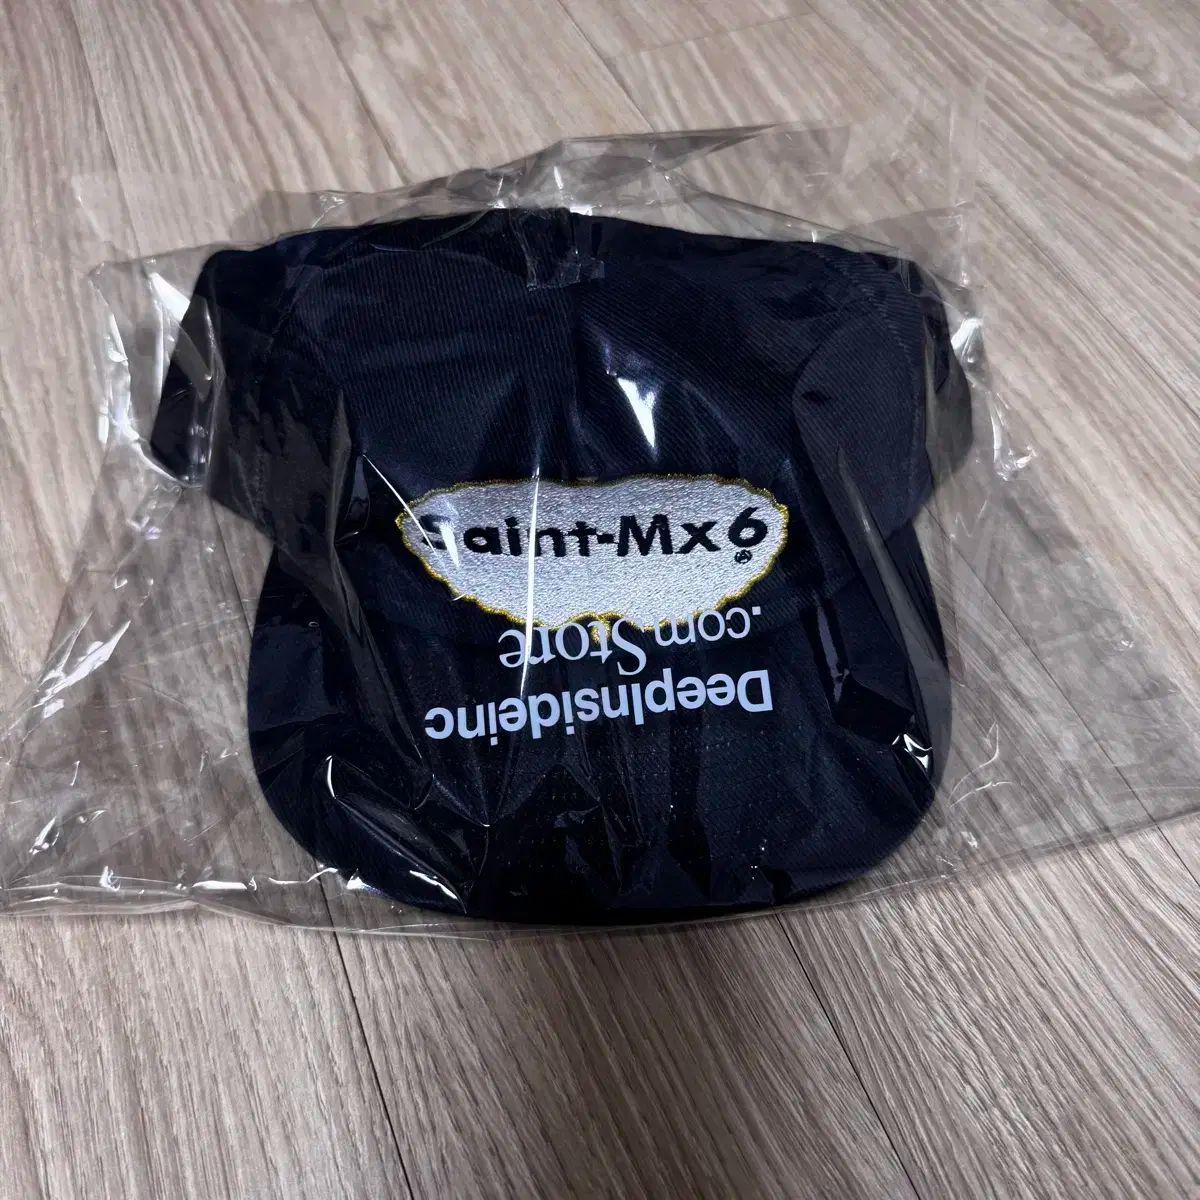 Saint-Mx6
DeepInsideinc
.com Store